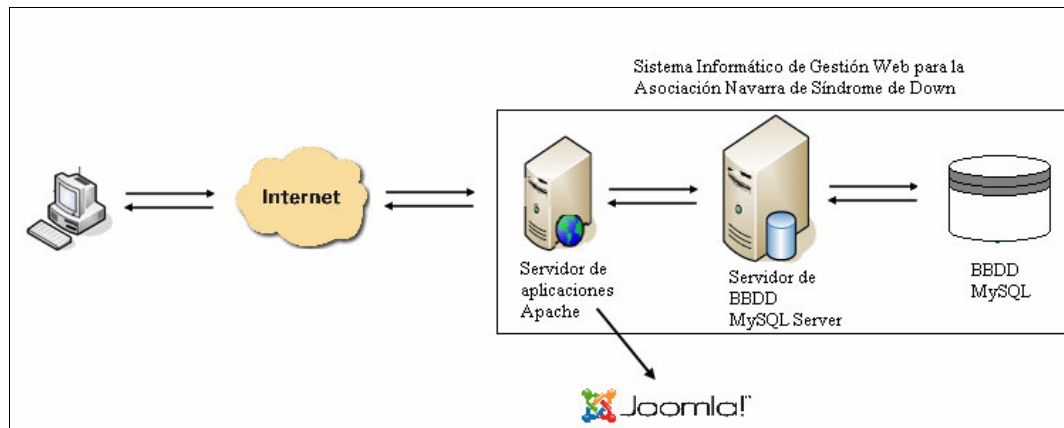 Sistema Informático de Gestión Web para la
Asociación Navarra de Síndrome de Down
Internet
Servidor de
aplicaciones
Apache
Servidor de
BBDD
MySQL Server
BBDD
MySQL
Joomla!™